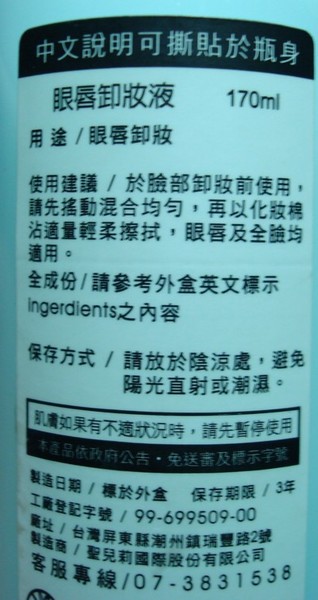 中文說明可撕貼於瓶身
眼唇卸妝液 170ml
用途/眼唇卸妝
使用建議/於臉部卸妝前使用，
請先搖動混合均勻，再以化妝棉
沾適量輕柔擦拭，眼唇及全臉均
適用。
全成份/請參考外盒英文標示
Ingerdients之內容
保存方式/請放於陰涼處，避免
陽光直射或潮濕。
肌膚如果有不適狀況時，請先暫停使用
本產品依政府公告·免送審及標示字號
製造日期/標於外盒 保存期限/3年
工廠登記字號/99-699509-00
廠址/台灣屏東縣潮州鎮瑞豐路2號
製造商/聖兒莉國際股份有限公司
客服專線/07-3831538